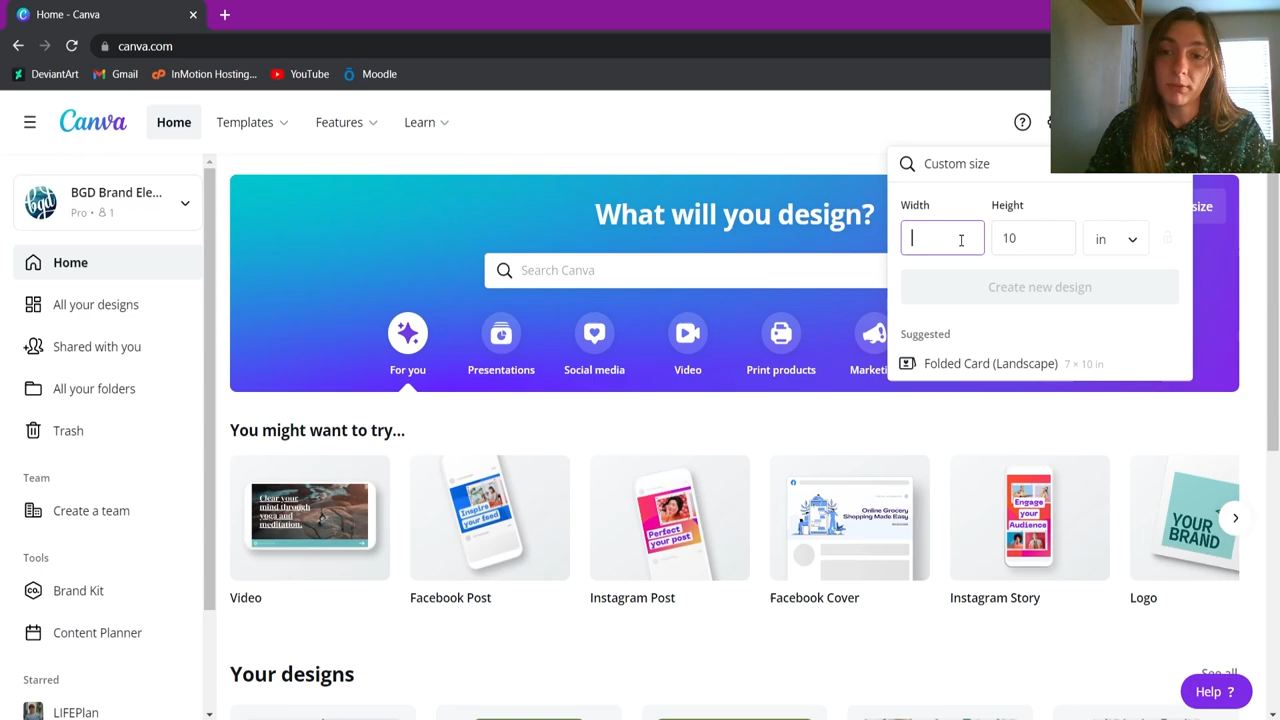 Home - Canva
canva.com
DeviantArt
Gmail
InMotion Hosting...
YouTube
Moodle
Canva
Home
Templates
Features
Learn
Custom size
BGD Brand Ele...
Pro • 1
bgd
What will you design?
size
Width
Height
10
in
Search Canva
Create new design
Suggested
Folded Card (Landscape) 7 × 10 in
Home
All your designs
Shared with you
All your folders
Trash
Team
Create a team
Tools
Brand Kit
Content Planner
Starred
LIFEPlan
For you
Presentations
Social media
Video
Print products
Marketi
You might want to try...
Clear your
mind through
yoga and
meditation.
Inspire
your feed
Perfect
your post
Online Grocery
Shopping Made Easy
Engage
your
Audience
YOUR
BRAND
Video
Facebook Post
Instagram Post
Facebook Cover
Instagram Story
Logo
Your designs
See all
Help ?